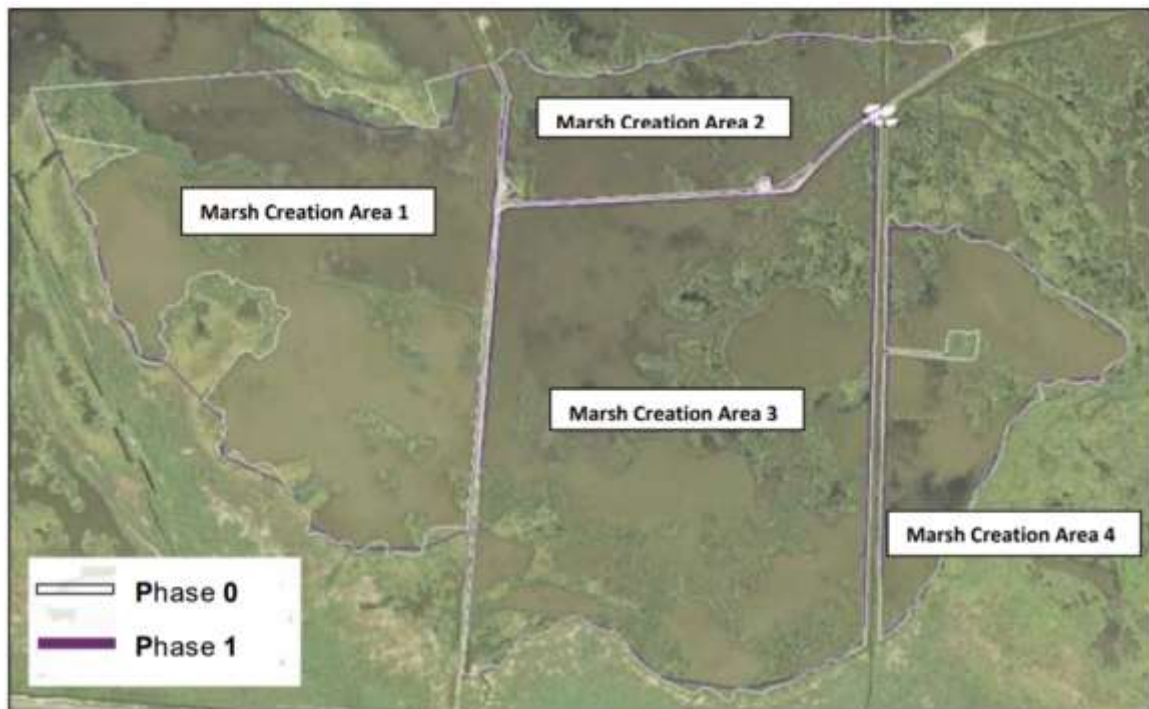 Marsh Creation Area 2
Marsh Creation Area 1
Marsh Creation Area 3
Marsh Creation Area 4
Phase 0
Phase 1